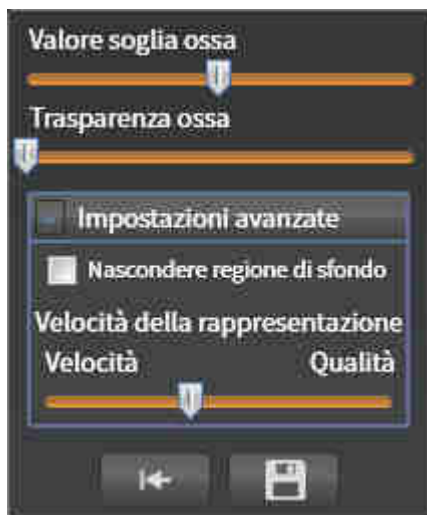 Valore soglia ossa
Trasparenza ossa
Impostazioni avanzate
Nascondere regione di sfondo
Velocità della rappresentazione
Velocità Qualità